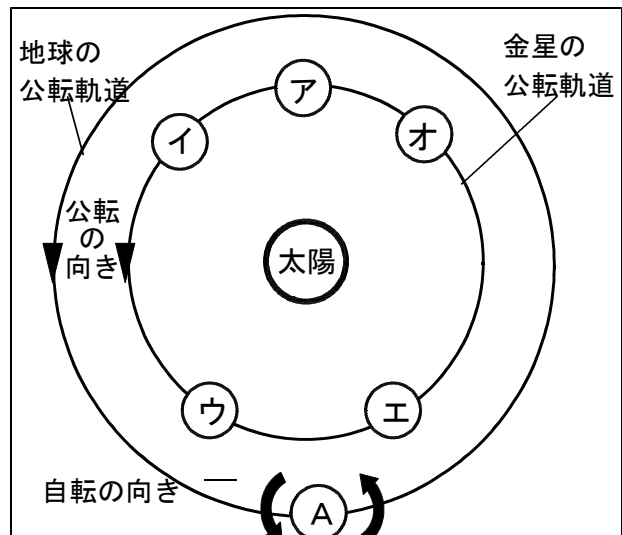 地球の
公転軌道
金星の
公転軌道
ア
イ
オ
公転
の
向き
太陽
ウ
エ
自転の向き
A